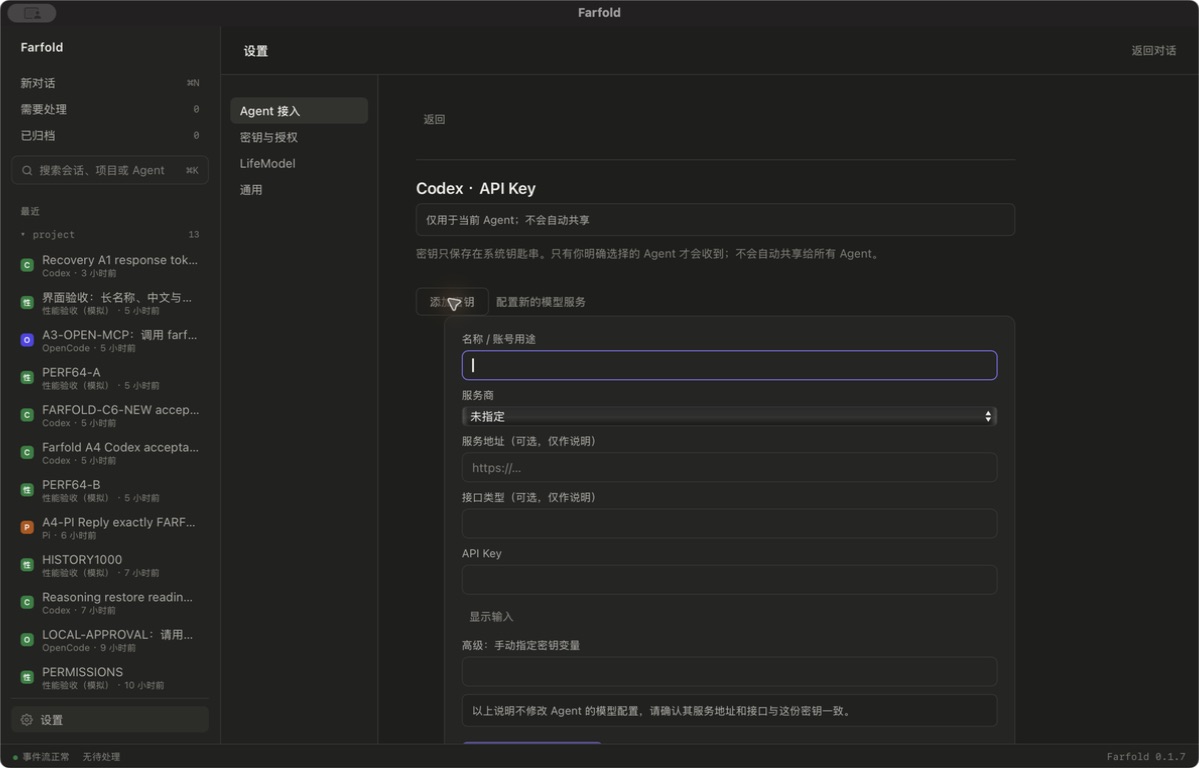 Farfold
Farfold
新对话 ⌘N
需要处理 0
已归档 0
搜索会话、项目或 Agent ⌘K
最近
• project 13
C Recovery A1 response tok...
Codex · 3 小时前
性 界面验收：长名称、中文与...
性能验收（模拟） · 5 小时前
O A3-OPEN-MCP：调用 farf...
OpenCode · 5 小时前
性 PERF64-A
性能验收（模拟） · 5 小时前
C FARFOLD-C6-NEW accep...
Codex · 5 小时前
C Farfold A4 Codex accepta...
Codex · 5 小时前
性 PERF64-B
性能验收（模拟） · 5 小时前
P A4-PI Reply exactly FARF...
Pi · 6 小时前
性 HISTORY1000
性能验收（模拟） · 7 小时前
C Reasoning restore readin...
Codex · 7 小时前
O LOCAL-APPROVAL：请用...
OpenCode · 9 小时前
性 PERMISSIONS
性能验收（模拟） · 10 小时前
设置
设置
返回对话
Agent 接入
密钥与授权
LifeModel
通用
返回
Codex · API Key
仅用于当前 Agent；不会自动共享
密钥只保存在系统钥匙串。只有你明确选择的 Agent 才会收到；不会自动共享给所有 Agent。
添加密钥 配置新的模型服务
名称 / 账号用途
服务商
未指定
服务地址（可选，仅作说明）
https://...
接口类型（可选，仅作说明）
API Key
显示输入
高级：手动指定密钥变量
以上说明不修改 Agent 的模型配置，请确认其服务地址和接口与这份密钥一致。
事件流正常 无待处理
Farfold 0.1.7